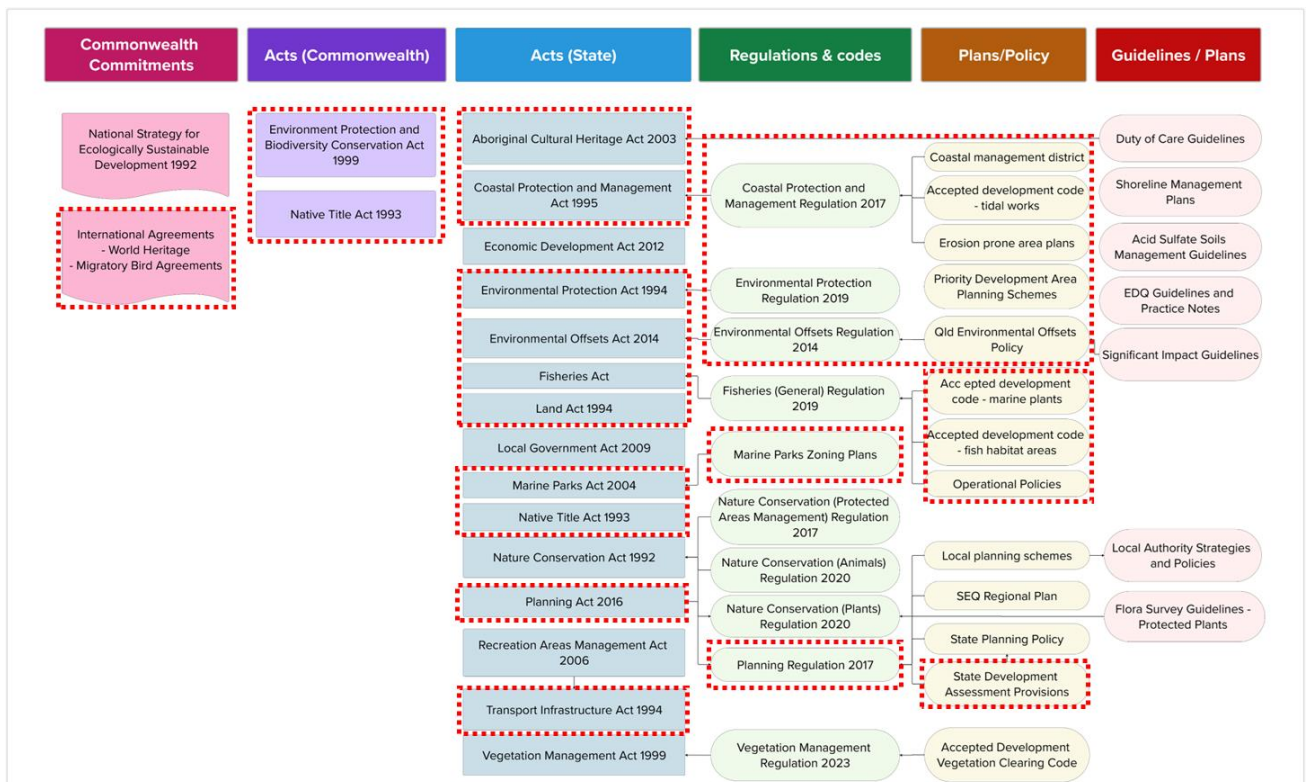 Commonwealth
Commitments
Acts (Commonwealth)
Acts (State)
Regulations & codes
Plans/Policy
Guidelines / Plans
National Strategy for
Ecologically Sustainable
Development 1992
International Agreements
- World Heritage
- Migratory Bird Agreements
Environment Protection and
Biodiversity Conservation Act
1999
Native Title Act 1993
Aboriginal Cultural Heritage Act 2003
Coastal Protection and Management
Act 1995
Economic Development Act 2012
Environmental Protection Act 1994
Environmental Offsets Act 2014
Fisheries Act
Land Act 1994
Local Government Act 2009
Marine Parks Act 2004
Native Title Act 1993
Nature Conservation Act 1992
Planning Act 2016
Recreation Areas Management Act
2006
Transport Infrastructure Act 1994
Vegetation Management Act 1999
Coastal Protection and
Management Regulation 2017
Environmental Protection
Regulation 2019
Environmental Offsets Regulation
2014
Fisheries (General) Regulation
2019
Marine Parks Zoning Plans
Nature Conservation (Protected
Areas Management) Regulation
2017
Nature Conservation (Animals)
Regulation 2020
Nature Conservation (Plants)
Regulation 2020
Planning Regulation 2017
Vegetation Management
Regulation 2023
Coastal management district
Accepted development code
- tidal works
Erosion prone area plans
Priority Development Area
Planning Schemes
Qld Environmental Offsets
Policy
Acc epted development
code - marine plants
Accepted development code
- fish habitat areas
Operational Policies
Local planning schemes
SEQ Regional Plan
State Planning Policy
State Development
Assessment Provisions
Accepted Development
Vegetation Clearing Code
Duty of Care Guidelines
Shoreline Management
Plans
Acid Sulfate Soils
Management Guidelines
EDQ Guidelines and
Practice Notes
Significant Impact Guidelines
Local Authority Strategies
and Policies
Flora Survey Guidelines -
Protected Plants